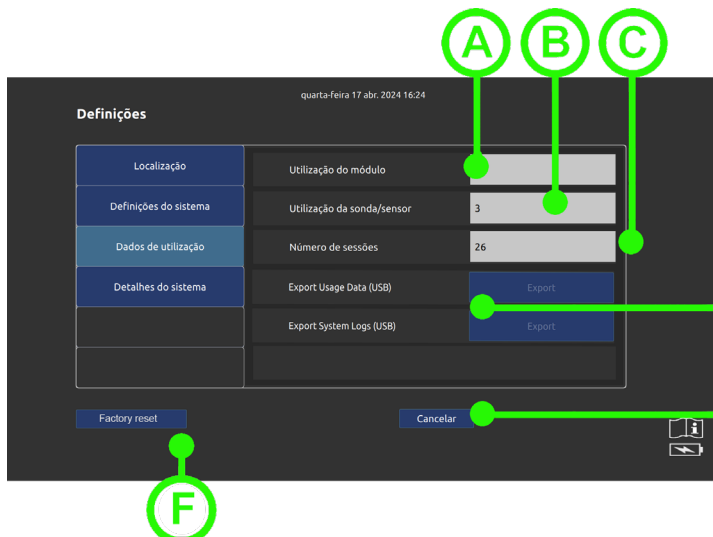 A B C
quarta-feira 17 abr. 2024 16:24
Definições
Localização
Utilização do módulo
Definições do sistema
Utilização da sonda/sensor
3
Dados de utilização
Número de sessões
26
Detalhes do sistema
Export Usage Data (USB)
Export
Export System Logs (USB)
Export
Factory reset
Cancelar
i
F